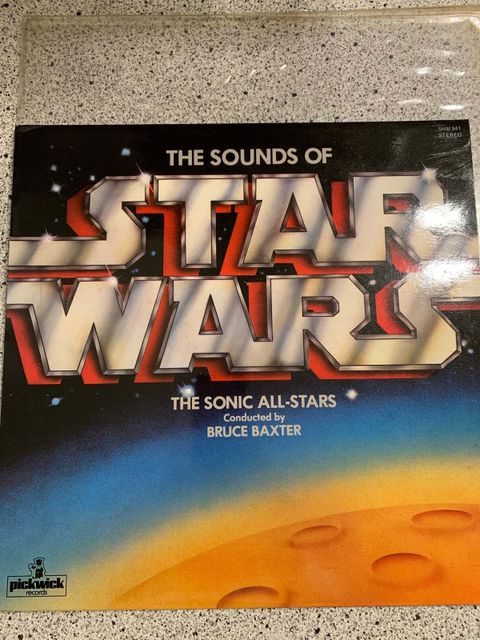 SHM 941
STEREO
THE SOUNDS OF
STAR
WARS
THE SONIC ALL-STARS
Conducted by
BRUCE BAXTER
pickwick
records